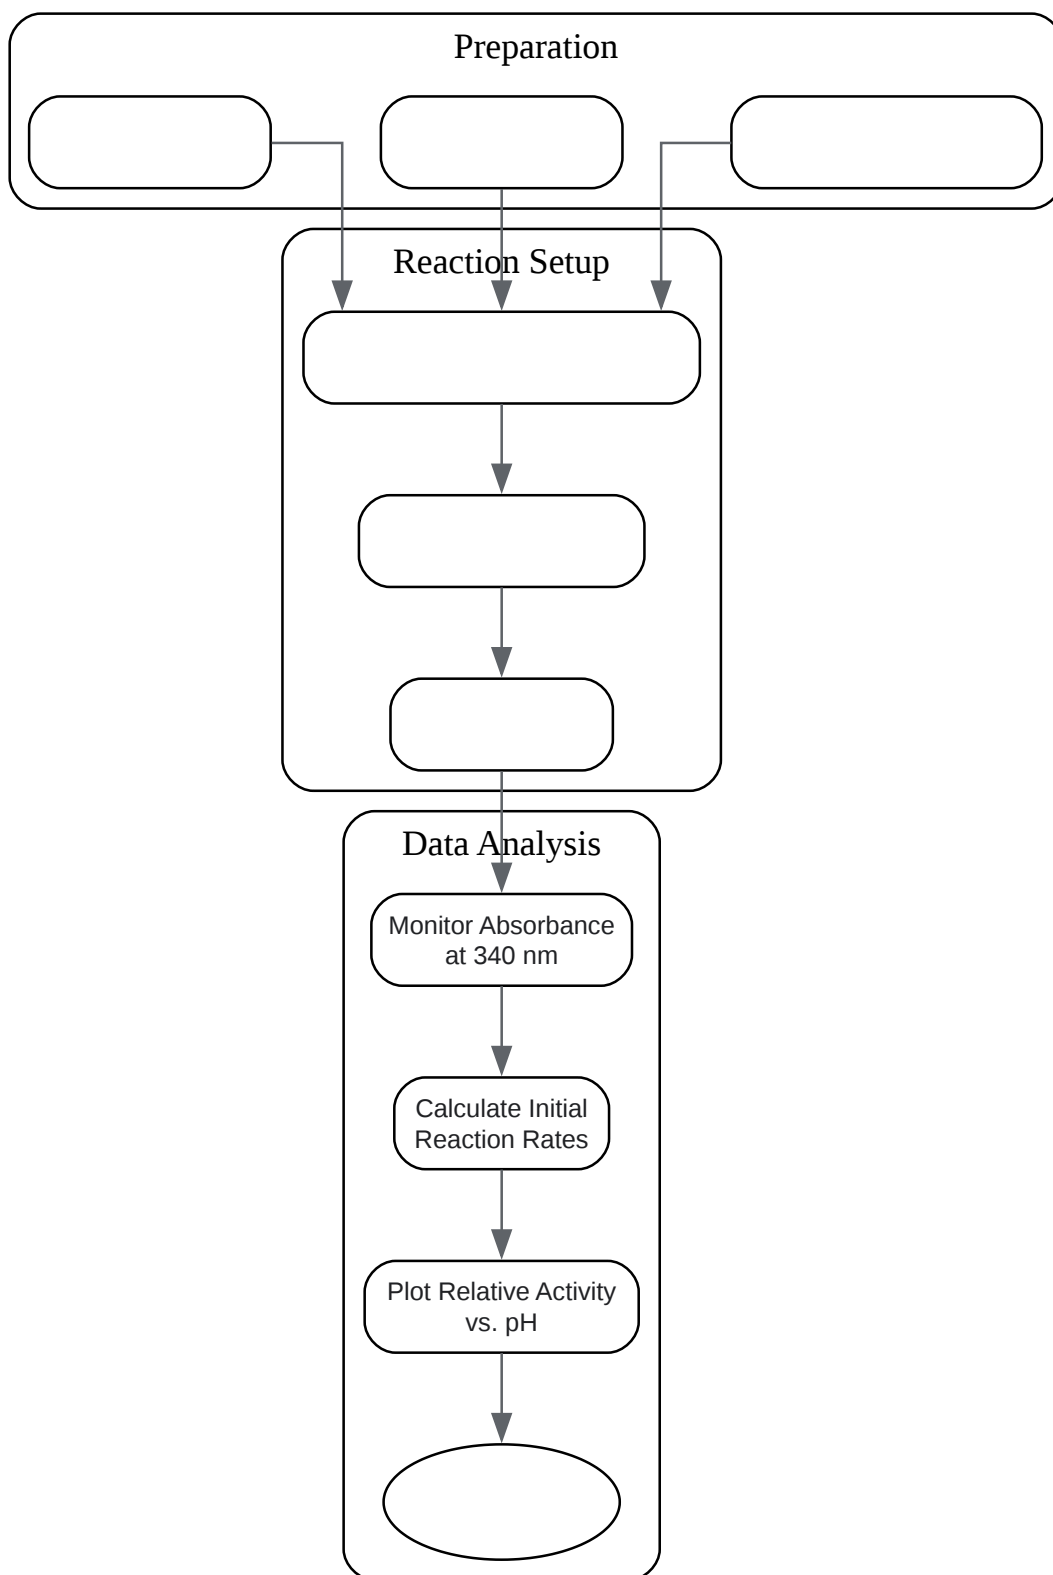 Preparation
Reaction Setup
Data Analysis
Monitor Absorbance
at 340 nm
Calculate Initial
Reaction Rates
Plot Relative Activity
vs. pH